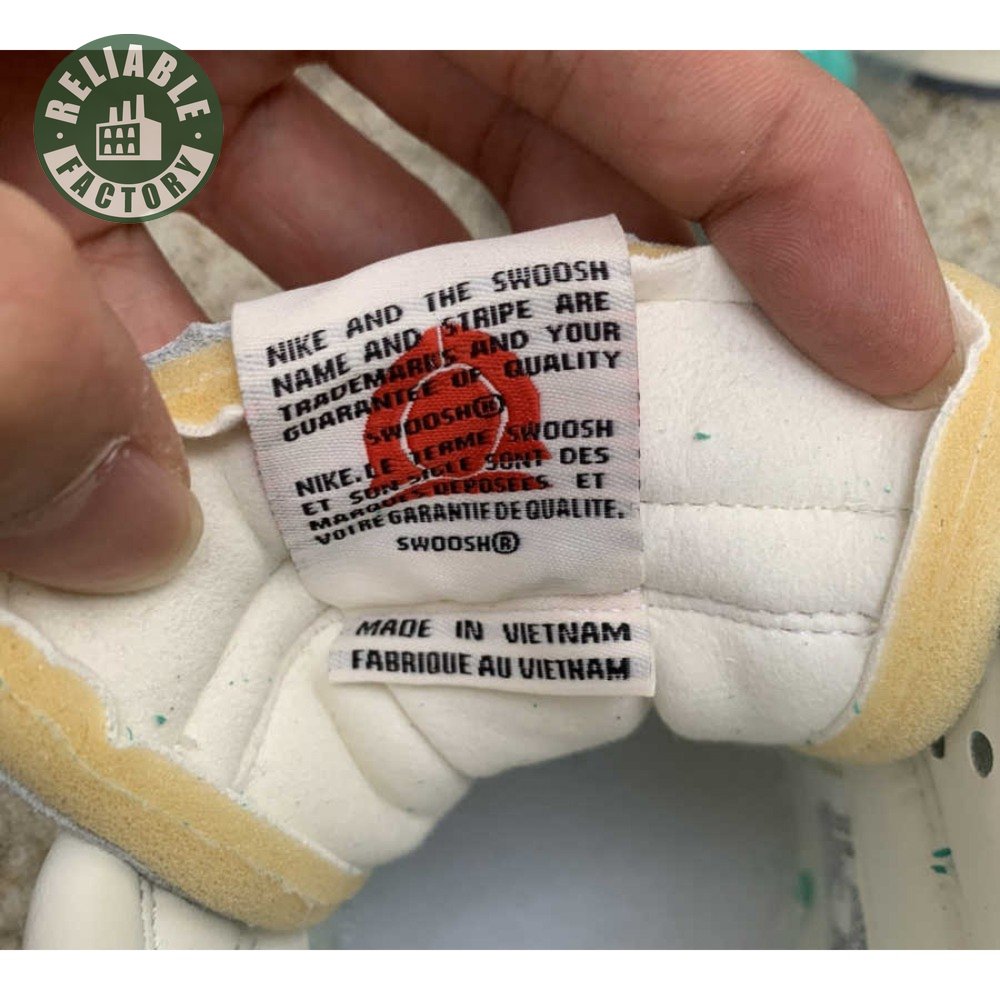 RELIABLE
FACTORY
NIKE AND THE SWOOSH
NAME AND STRIPE ARE
TRADEMARKS AND YOUR
GUARANTEE OF QUALITY
SWOOSH®
NIKE.LE TERME SWOOSH
ET SON SIGLE SONT DES
MARQUES DEPOSEES ET
VOTRE GARANTIE DE QUALITE.
SWOOSH®
MADE IN VIETNAM
FABRIQUE AU VIETNAM